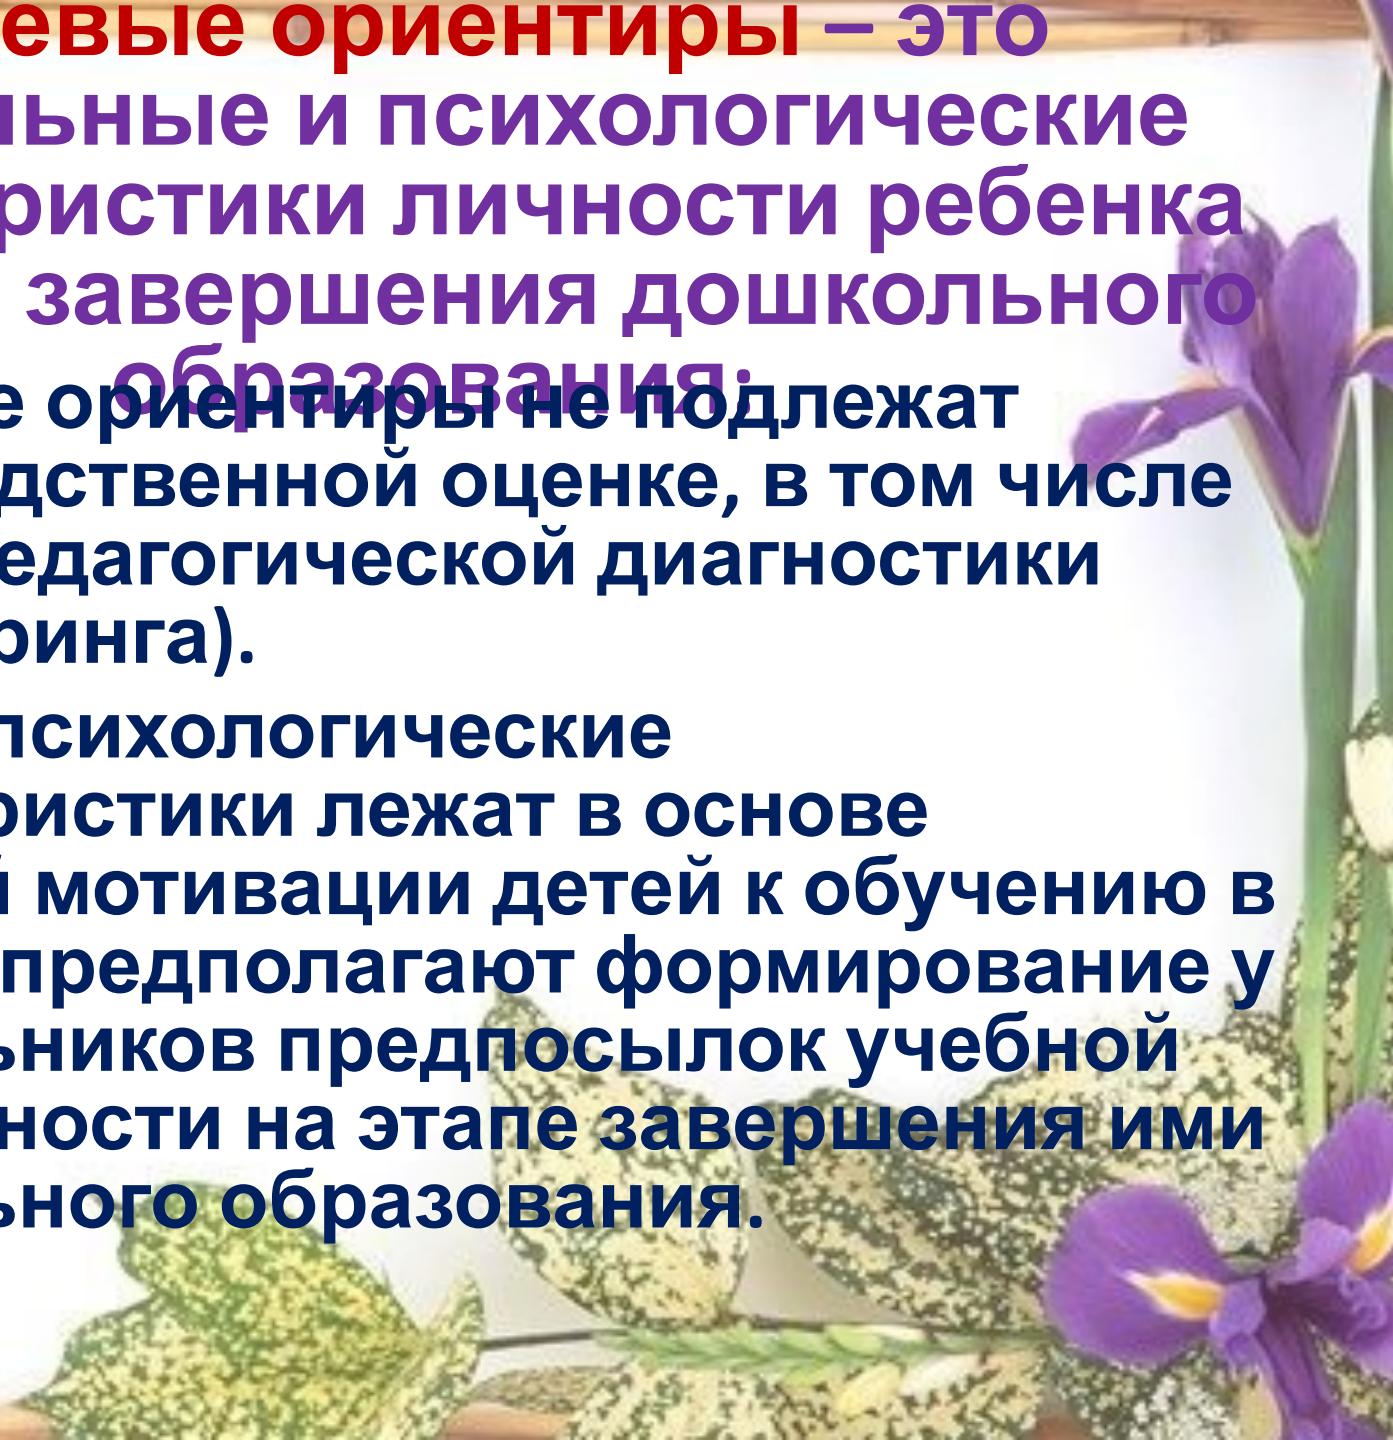 евые ориентиры – это
льные и психологические
ристики личности ребенка
завершения дошкольного
образования;
е ориентиры не подлежат
дственной оценке, в том числе
едагогической диагностики
ринга).
психологические
ристики лежат в основе
й мотивации детей к обучению в
предполагают формирование у
ьников предпосылок учебной
ности на этапе завершения ими
ьного образования.